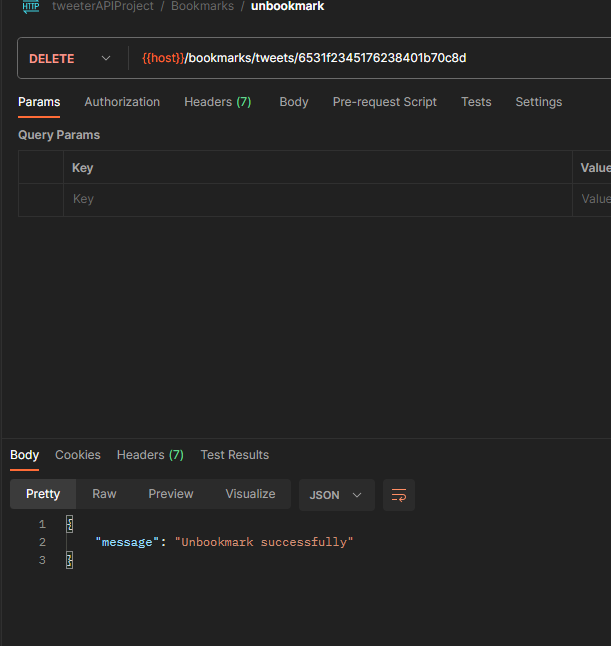 HTTP tweeterAPIProject / Bookmarks / unbookmark
DELETE {{host}}/bookmarks/tweets/6531f2345176238401b70c8d
Params Authorization Headers (7) Body Pre-request Script Tests Settings
Query Params
Key Value
Key Value
Body Cookies Headers (7) Test Results
Pretty Raw Preview Visualize JSON
1 {
2 "message": "Unbookmark successfully"
3 }